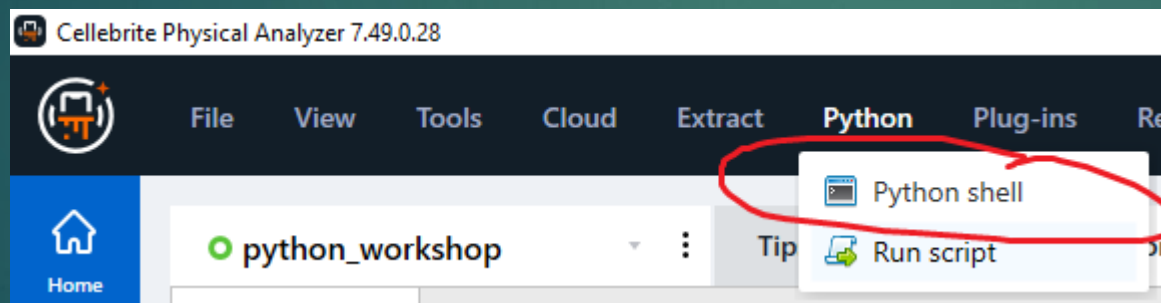 Cellebrite Physical Analyzer 7.49.0.28
File View Tools Cloud Extract Python Plug-ins
Python shell
python_workshop
Run script
Home